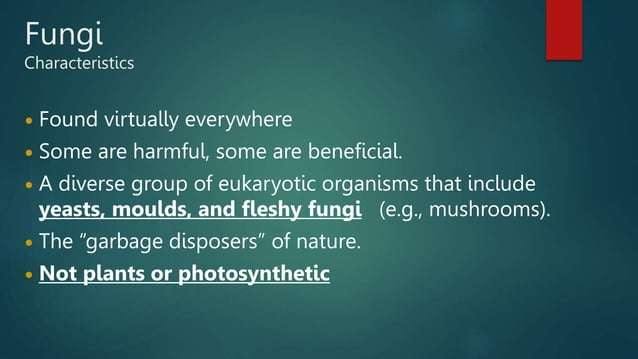 Fungi
Characteristics
• Found virtually everywhere
• Some are harmful, some are beneficial.
• A diverse group of eukaryotic organisms that include
yeasts, moulds, and fleshy fungi (e.g., mushrooms).
• The “garbage disposers” of nature.
• Not plants or photosynthetic